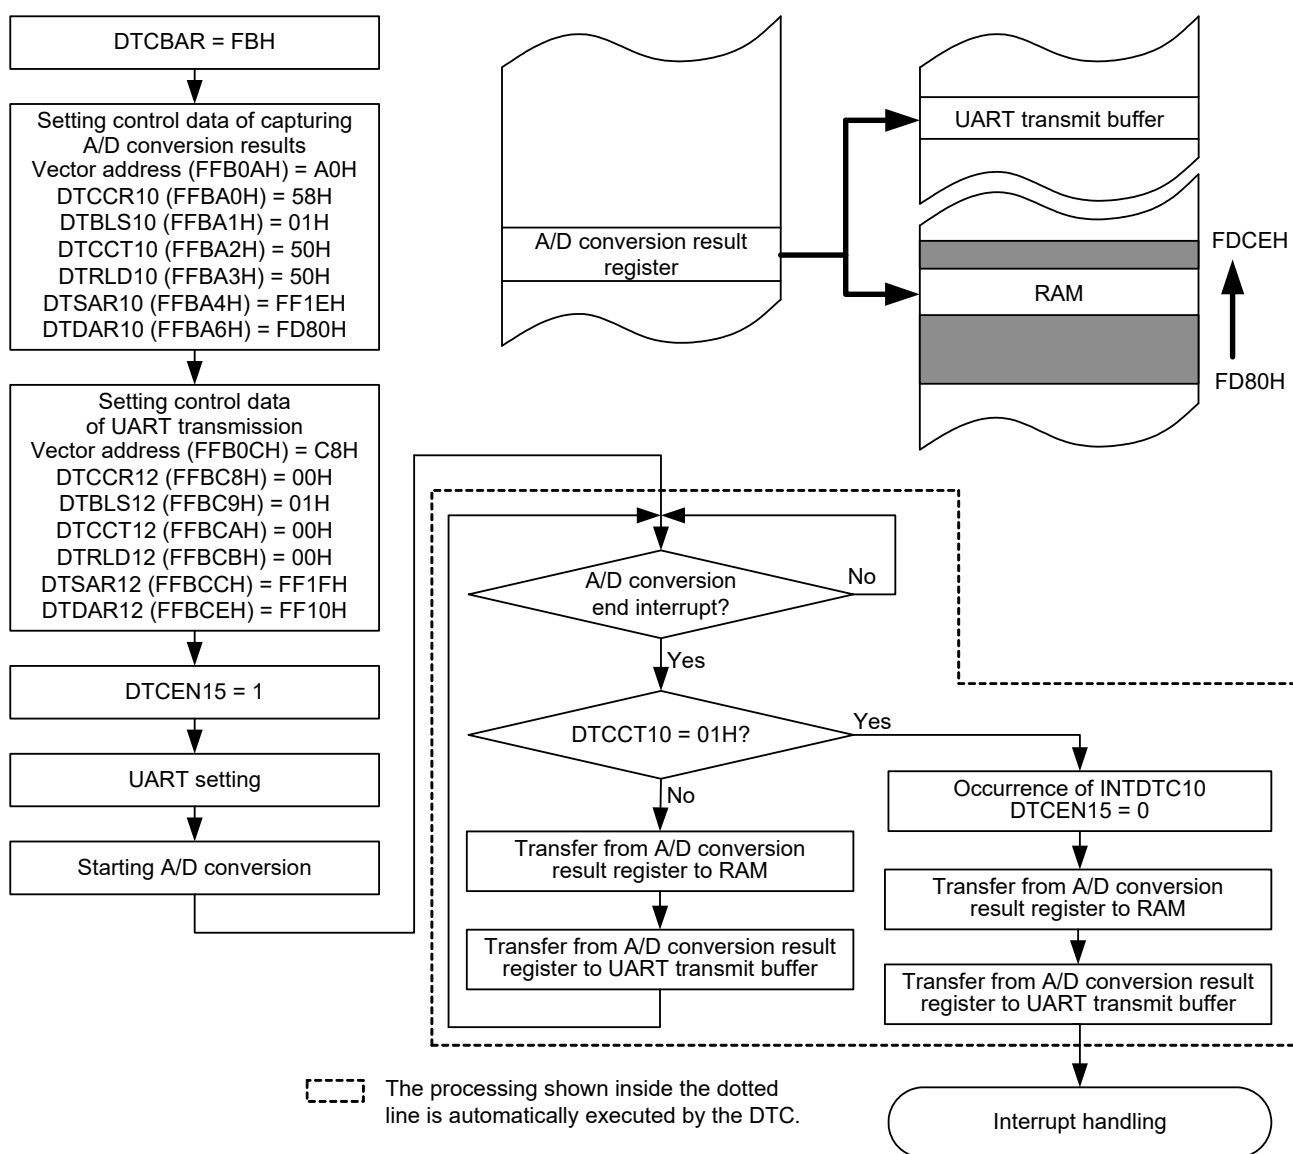 DTCBAR = FBH
Setting control data of capturing
A/D conversion results
Vector address (FFB0AH) = A0H
DTCCR10 (FFBA0H) = 58H
DTBLS10 (FFBA1H) = 01H
DTCCT10 (FFBA2H) = 50H
DTRLD10 (FFBA3H) = 50H
DTSAR10 (FFBA4H) = FF1EH
DTDAR10 (FFBA6H) = FD80H
Setting control data
of UART transmission
Vector address (FFB0CH) = C8H
DTCCR12 (FFBC8H) = 00H
DTBLS12 (FFBC9H) = 01H
DTCCT12 (FFBCAH) = 00H
DTRLD12 (FFBCBH) = 00H
DTSAR12 (FFBCCH) = FF1FH
DTDAR12 (FFBCEH) = FF10H
DTCEN15 = 1
UART setting
Starting A/D conversion
A/D conversion result
register
UART transmit buffer
RAM
FDCEH
FD80H
A/D conversion
end interrupt?
No
Yes
DTCCT10 = 01H?
Yes
No
Transfer from A/D conversion
result register to RAM
Transfer from A/D conversion result
register to UART transmit buffer
Occurrence of INTDTC10
DTCEN15 = 0
Transfer from A/D conversion
result register to RAM
Transfer from A/D conversion result
register to UART transmit buffer
Interrupt handling
The processing shown inside the dotted
line is automatically executed by the DTC.